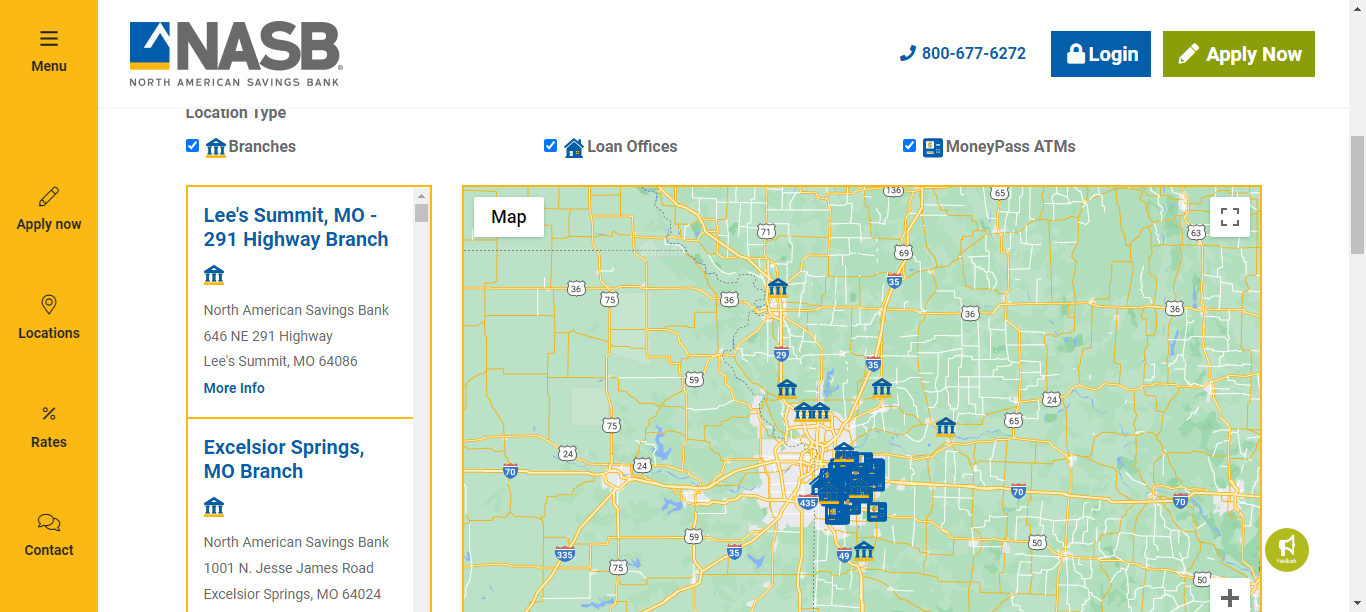 Menu
NASB
NORTH AMERICAN SAVINGS BANK
800-677-6272
Login
Apply Now
Apply now
Locations
Rates
Contact
Location Type
Branches
Loan Offices
MoneyPass ATMs
Lee's Summit, MO -
291 Highway Branch
North American Savings Bank
646 NE 291 Highway
Lee's Summit, MO 64086
More Info
Excelsior Springs,
MO Branch
North American Savings Bank
1001 N. Jesse James Road
Excelsior Springs, MO 64024
Map
136
65
71
63
69
35
36
75
36
36
36
29
35
59
24
65
75
24
24
70
435
70
70
59
50
335
35
49
75
50
Feedback